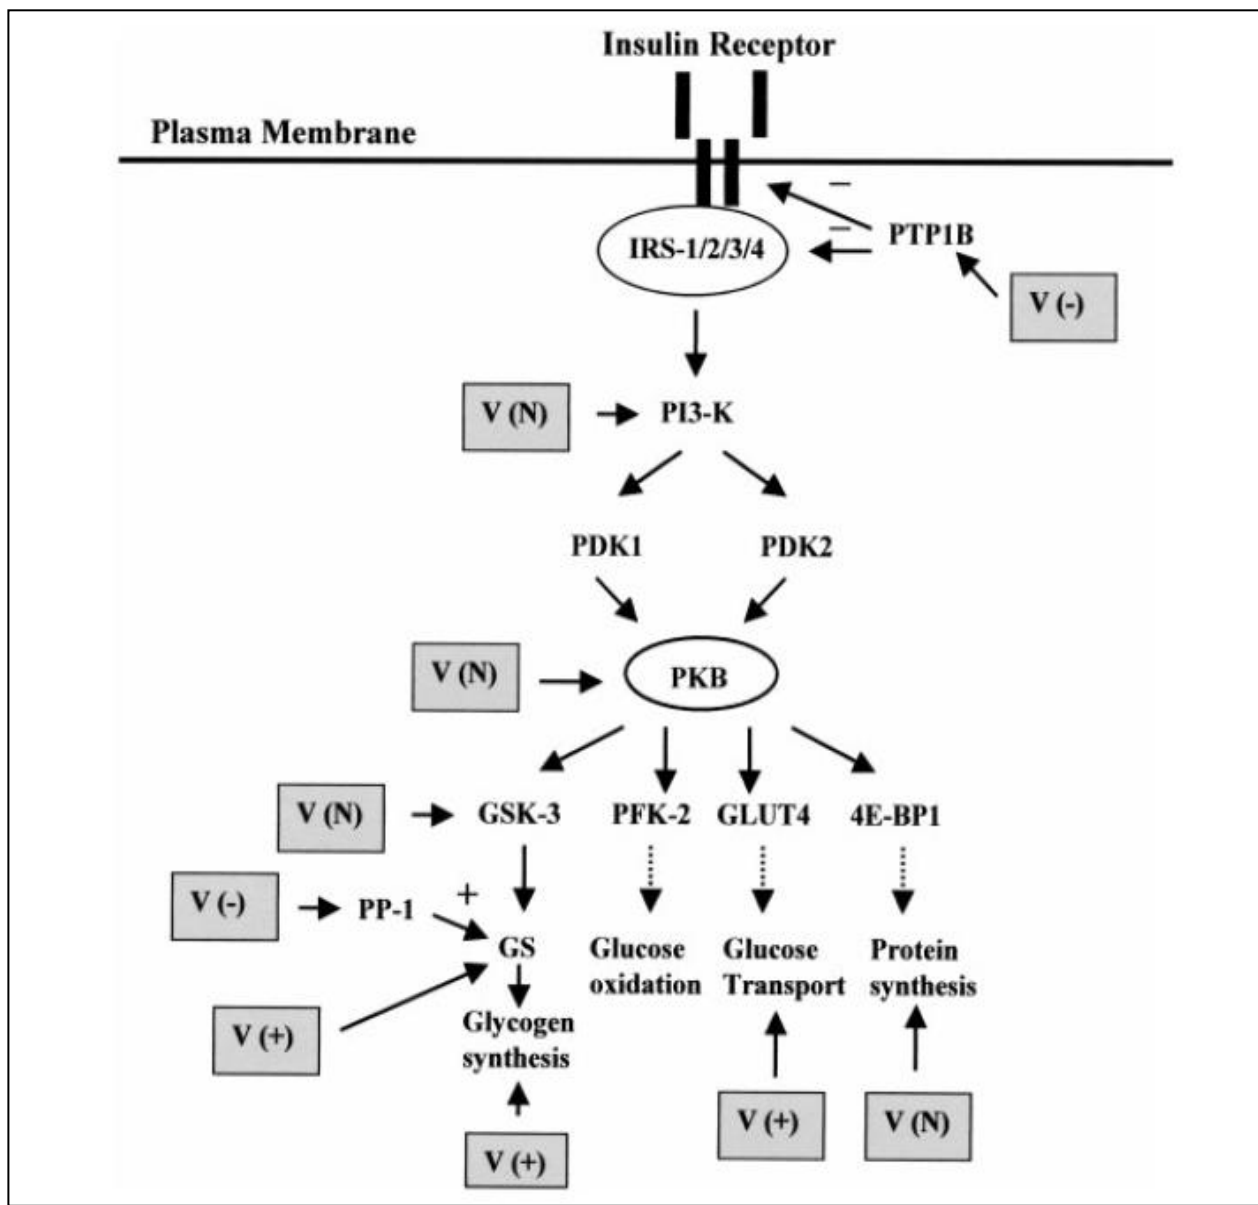 Insulin Receptor
Plasma Membrane
–
IRS-1/2/3/4
–
PTP1B
V (-)
V (N)
PI3-K
PDK1
PDK2
V (N)
PKB
V (N)
GSK-3
PFK-2
GLUT4
4E-BP1
V (-)
PP-1
+
GS
Glucose
oxidation
Glucose
Transport
Protein
synthesis
V (+)
Glycogen
synthesis
V (+)
V (+)
V (N)